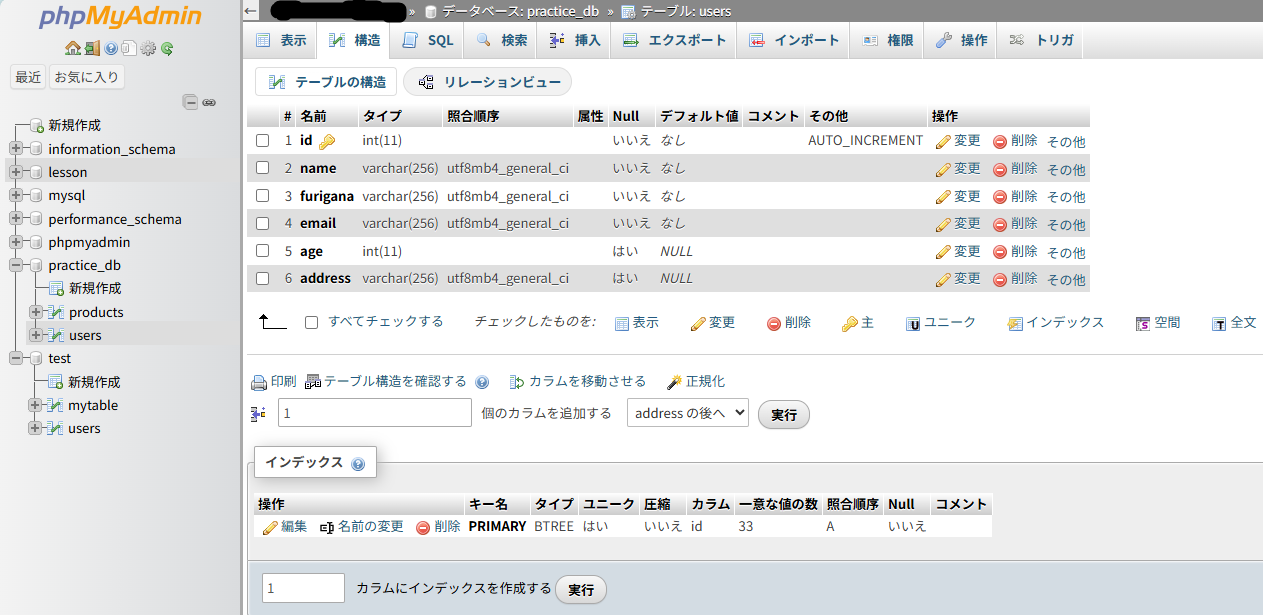 phpMyAdmin
最近 お気に入り
新規作成
information_schema
lesson
mysql
performance_schema
phpmyadmin
practice_db
新規作成
products
users
test
新規作成
mytable
users
← » データベース: practice_db » テーブル: users
表示 構造 SQL 検索 挿入 エクスポート インポート 権限 操作 トリガ
テーブルの構造 リレーションビュー
# 名前 タイプ 照合順序 属性 Null デフォルト値 コメント その他 操作
1 id int(11) いいえ なし AUTO_INCREMENT 変更 削除 その他
2 name varchar(256) utf8mb4_general_ci いいえ なし 変更 削除 その他
3 furigana varchar(256) utf8mb4_general_ci いいえ なし 変更 削除 その他
4 email varchar(256) utf8mb4_general_ci いいえ なし 変更 削除 その他
5 age int(11) はい NULL 変更 削除 その他
6 address varchar(256) utf8mb4_general_ci はい NULL 変更 削除 その他
すべてチェックする チェックしたものを: 表示 変更 削除 主 ユニーク インデックス 空間 全文
印刷 テーブル構造を確認する カラムを移動させる 正規化
1 個のカラムを追加する address の後へ 実行
インデックス
操作 キー名 タイプ ユニーク 圧縮 カラム 一意な値の数 照合順序 Null コメント
編集 名前の変更 削除 PRIMARY BTREE はい いいえ id 33 A いいえ
1 カラムにインデックスを作成する 実行